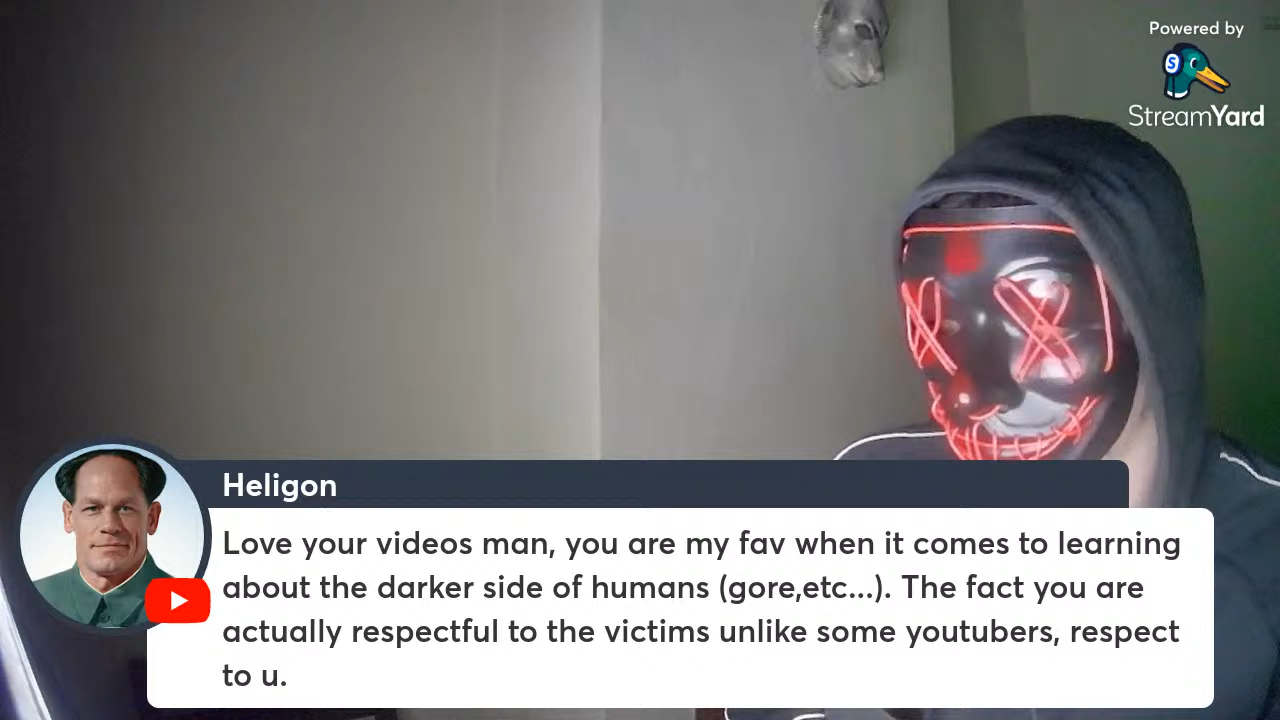 Powered by
StreamYard
Heligon
Love your videos man, you are my fav when it comes to learning
about the darker side of humans (gore,etc...). The fact you are
actually respectful to the victims unlike some youtubers, respect
to u.